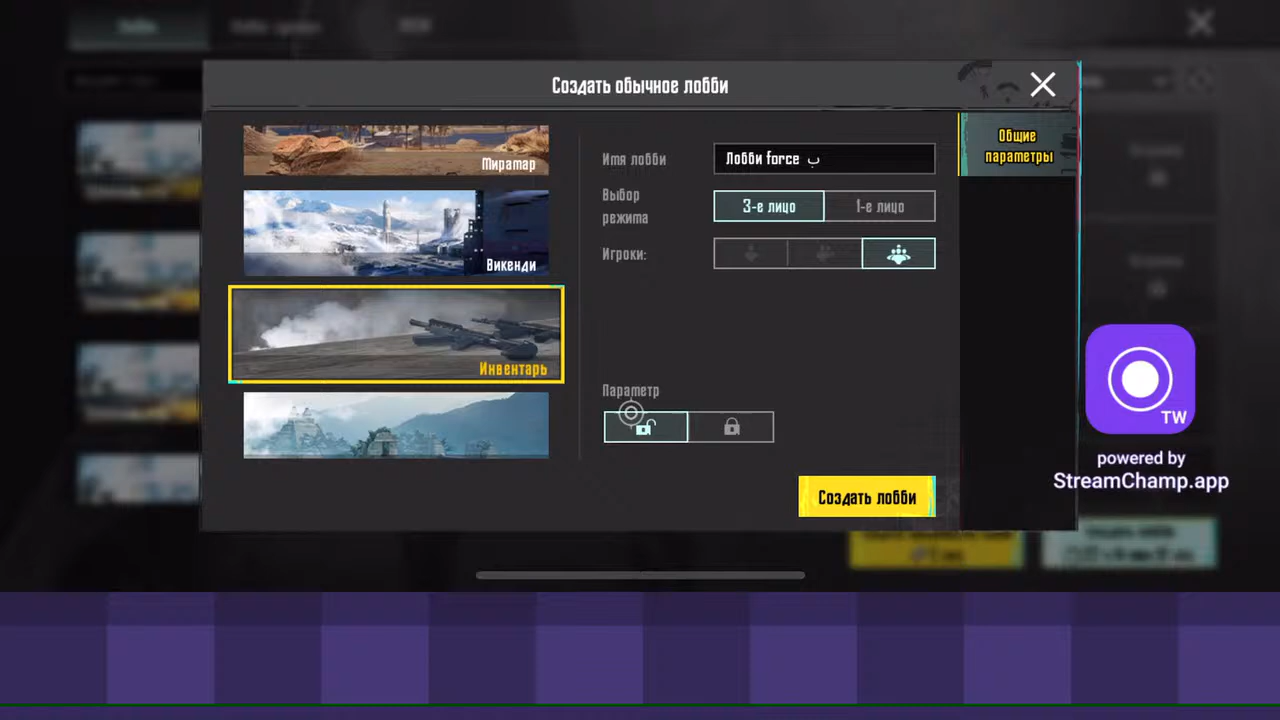 Создать обычное лобби
Общие
параметры
Мирамар
Викенди
Инвентарь
Имя лобби
Лобби force ب
Выбор
режима
3-е лицо
1-е лицо
Игроки:
Параметр
Создать лобби
TW
powered by
StreamChamp.app